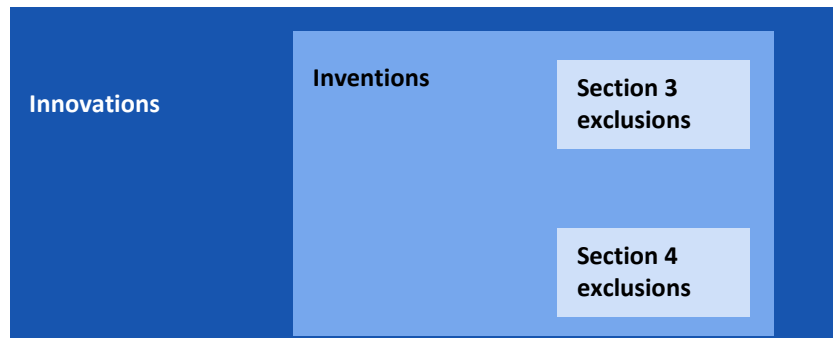 Innovations
Inventions
Section 3
exclusions
Section 4
exclusions